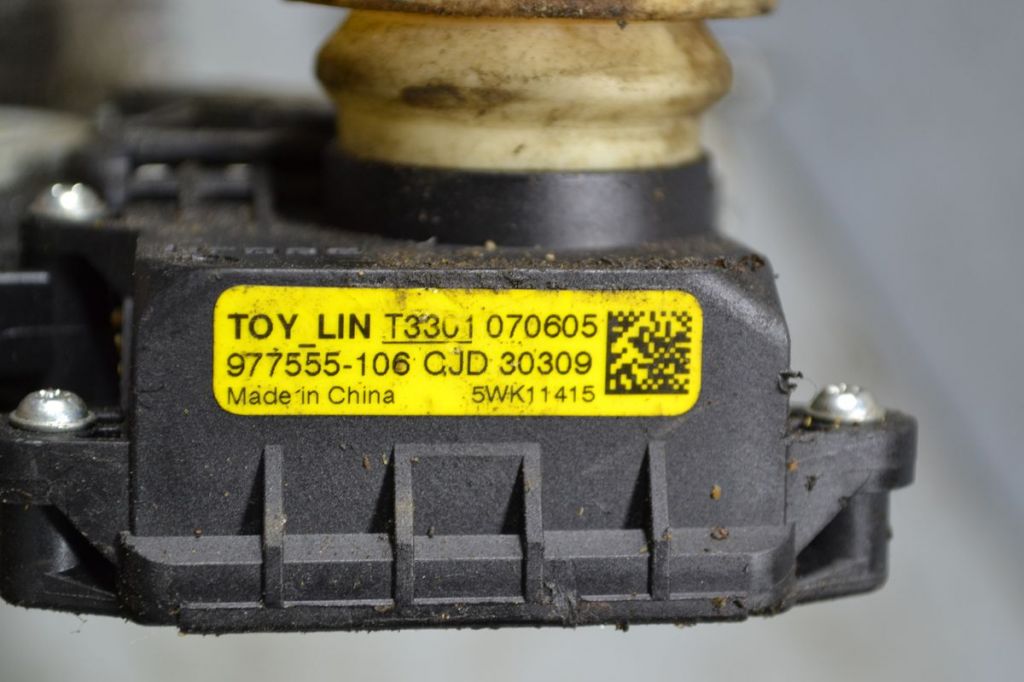 TOY_LIN T3301 070605
977555-106 CJD 30309
Made in China 5WK11415